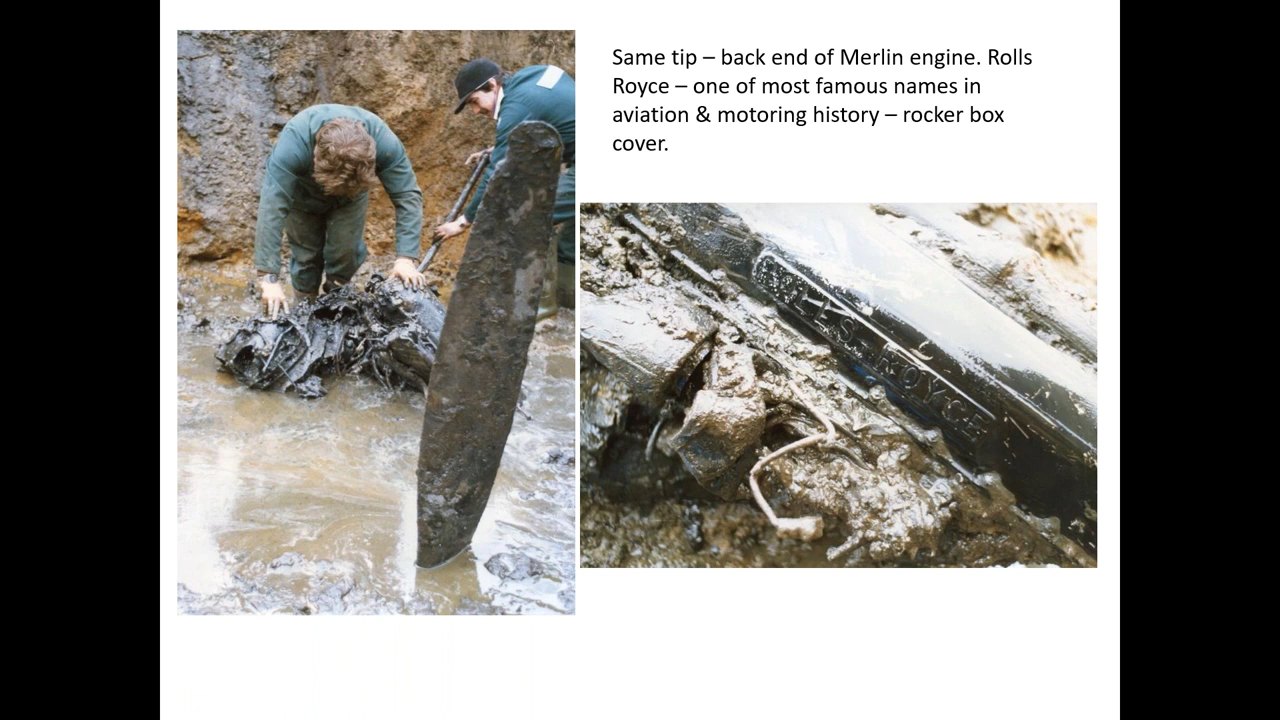 Same tip – back end of Merlin engine. Rolls
Royce – one of most famous names in
aviation & motoring history – rocker box
cover.
LLS-ROYCE